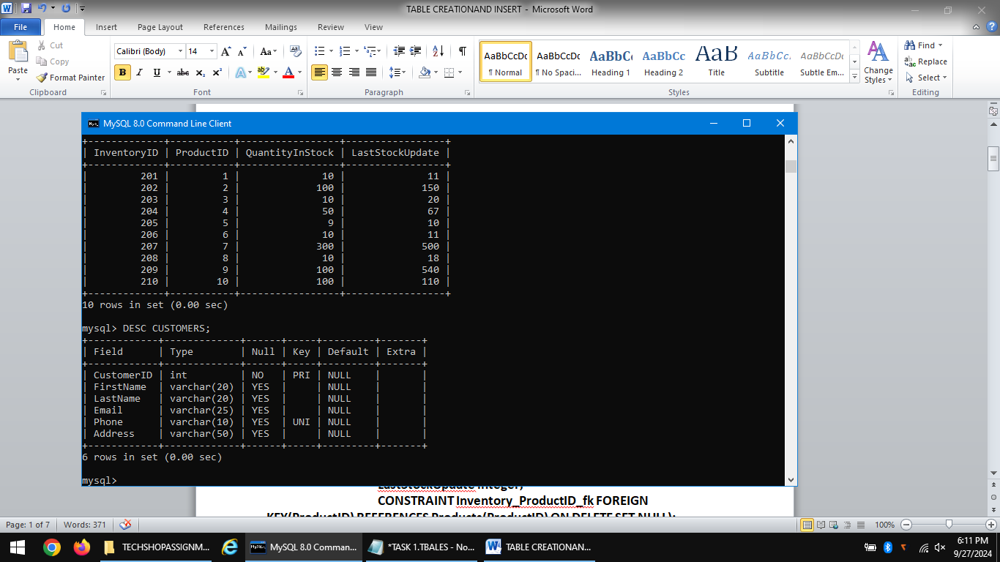 TABLE CREATIONAND INSERT - Microsoft Word
File Home Insert Page Layout References Mailings Review View
Paste
Cut
Copy
Format Painter
Clipboard
Calibri (Body) 14
B I U abc x₂ x²
Font
Paragraph
AaBbCcDc AaBbCcDc AaBbCc AaBbCc AaB AaBbCc. AaBbCcDc
¶ Normal ¶ No Spaci... Heading 1 Heading 2 Title Subtitle Subtle Em...
Styles
Change
Styles
Find
Replace
Select
Editing
MySQL 8.0 Command Line Client
+-------------+-----------+-----------------+-----------------+
| InventoryID | ProductID | QuantityInStock | LastStockUpdate |
+-------------+-----------+-----------------+-----------------+
| 201 | 1 | 10 | 11 |
| 202 | 2 | 100 | 150 |
| 203 | 3 | 10 | 20 |
| 204 | 4 | 50 | 67 |
| 205 | 5 | 9 | 10 |
| 206 | 6 | 10 | 11 |
| 207 | 7 | 300 | 500 |
| 208 | 8 | 10 | 18 |
| 209 | 9 | 100 | 540 |
| 210 | 10 | 100 | 110 |
+-------------+-----------+-----------------+-----------------+
10 rows in set (0.00 sec)
mysql> DESC CUSTOMERS;
+------------+-------------+------+-----+---------+-------+
| Field | Type | Null | Key | Default | Extra |
+------------+-------------+------+-----+---------+-------+
| CustomerID | int | NO | PRI | NULL | |
| FirstName | varchar(20) | YES | | NULL | |
| LastName | varchar(20) | YES | | NULL | |
| Email | varchar(25) | YES | | NULL | |
| Phone | varchar(10) | YES | UNI | NULL | |
| Address | varchar(50) | YES | | NULL | |
+------------+-------------+------+-----+---------+-------+
6 rows in set (0.00 sec)
mysql>
LastStockUpdate Integer,
CONSTRAINT Inventory_ProductID_fk FOREIGN
KEY(ProductID) REFERENCES Products(ProductID) ON DELETE SET NULL);
Page: 1 of 7 Words: 371 100%
TECHSHOPASSIGNM... MySQL 8.0 Comman... *TASK 1.TBALES - No... TABLE CREATIONAN...
6:11 PM
9/27/2024